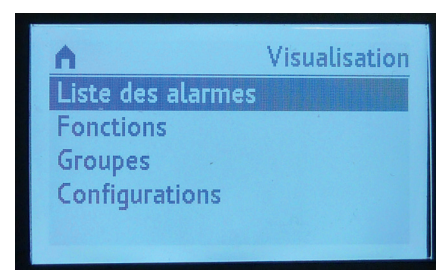 Visualisation
Liste des alarmes
Fonctions
Groupes
Configurations